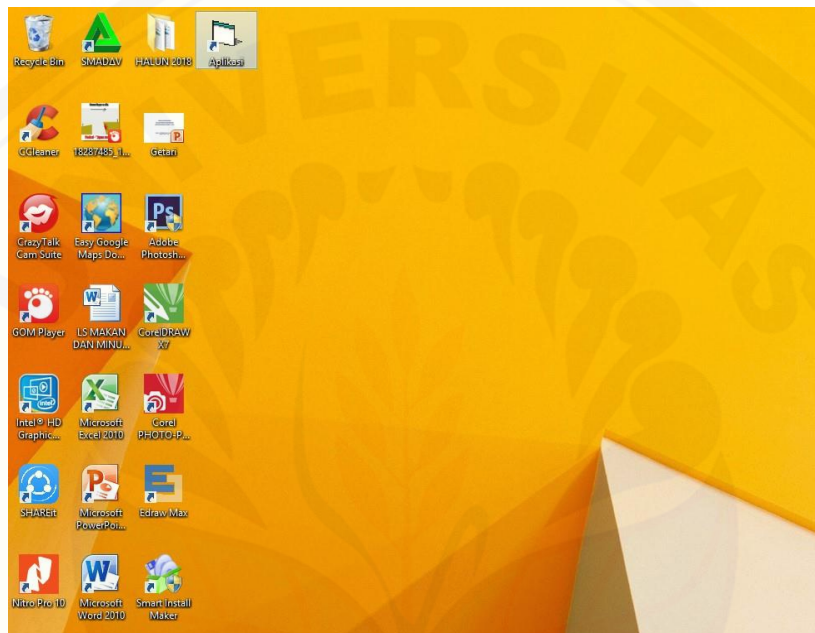 Recycle Bin
SMADΔV
HALUN 2018
Aplikasi
CCleaner
18287485_1...
Getari
CrazyTalk
Cam Suite
Easy Google
Maps Do...
Adobe
Photosh...
GOM Player
LS MAKAN
DAN MINU...
CorelDRAW
X7
Intel® HD
Graphic...
Microsoft
Excel 2010
Corel
PHOTO-P...
SHAREit
Microsoft
PowerPoi...
Edraw Max
Nitro Pro 10
Microsoft
Word 2010
Smart Install
Maker
UNIVERSITAS